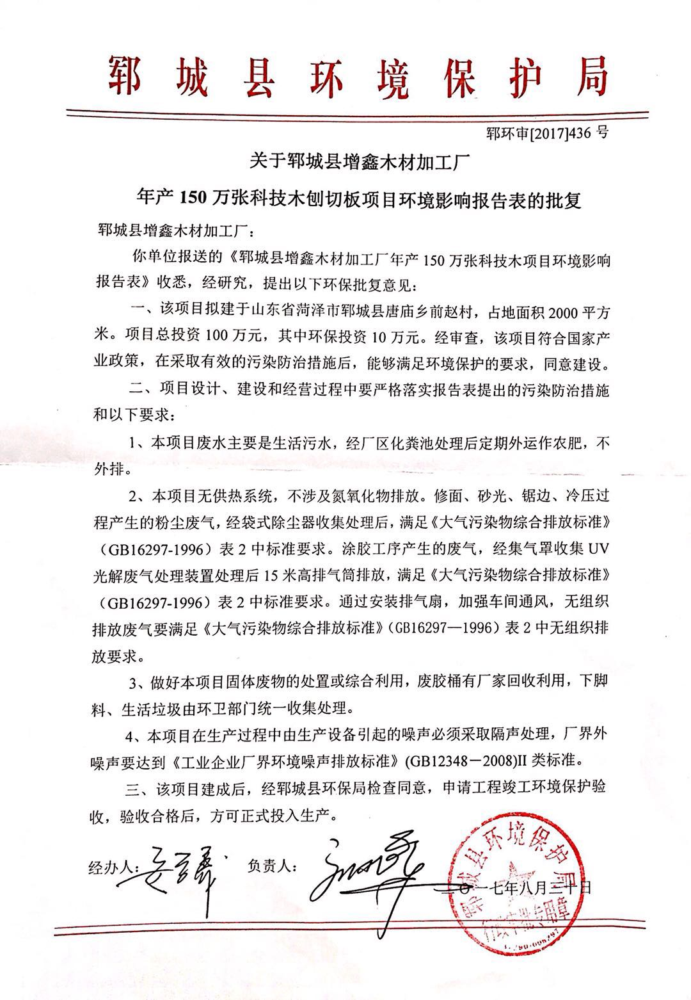 郓城县环境保护局
郓环审[2017]436 号
关于郓城县增鑫木材加工厂
年产 150 万张科技木刨切板项目环境影响报告表的批复
郓城县增鑫木材加工厂：
你单位报送的《郓城县增鑫木材加工厂年产 150 万张科技木项目环境影响
报告表》收悉，经研究，提出以下环保批复意见：
一、该项目拟建于山东省菏泽市郓城县唐庙乡前赵村，占地面积 2000 平方
米。项目总投资 100 万元，其中环保投资 10 万元。经审查，该项目符合国家产
业政策，在采取有效的污染防治措施后，能够满足环境保护的要求，同意建设。
二、项目设计、建设和经营过程中要严格落实报告表提出的污染防治措施
和以下要求：
1、本项目废水主要是生活污水，经厂区化粪池处理后定期外运作农肥，不
外排。
2、本项目无供热系统，不涉及氮氧化物排放。修面、砂光、锯边、冷压过
程产生的粉尘废气，经袋式除尘器收集处理后，满足《大气污染物综合排放标准》
（GB16297-1996）表 2 中标准要求。涂胶工序产生的废气，经集气罩收集 UV
光解废气处理装置处理后 15 米高排气筒排放，满足《大气污染物综合排放标准》
（GB16297-1996）表 2 中标准要求。通过安装排气扇，加强车间通风，无组织
排放废气要满足《大气污染物综合排放标准》（GB16297—1996）表 2 中无组织排
放要求。
3、做好本项目固体废物的处置或综合利用，废胶桶有厂家回收利用，下脚
料、生活垃圾由环卫部门统一收集处理。
4、本项目在生产过程中由生产设备引起的噪声必须采取隔声处理，厂界外
噪声要达到《工业企业厂界环境噪声排放标准》(GB12348－2008)II 类标准。
三、该项目建成后，经郓城县环保局检查同意，申请工程竣工环境保护验
收，验收合格后，方可正式投入生产。
经办人： 负责人：
二〇一七年八月三十日
郓城县环境保护局
行政审批专用章